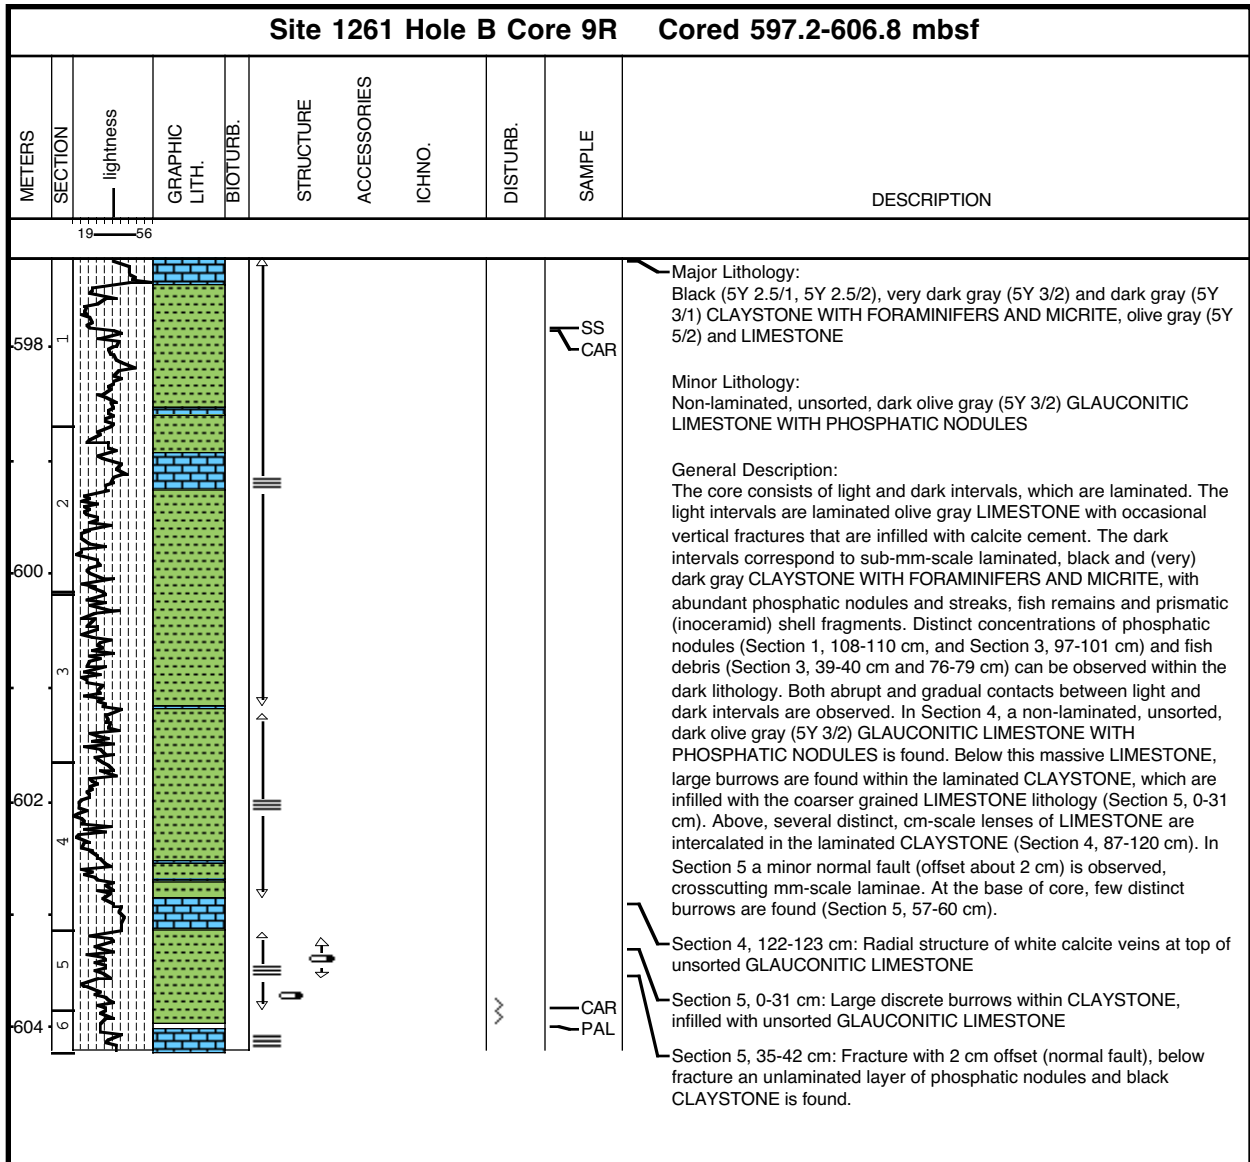 Site 1261 Hole B Core 9R Cored 597.2-606.8 mbsf
METERS
SECTION
lightness
GRAPHIC
LITH.
BIOTURB.
STRUCTURE
ACCESSORIES
ICHNO.
DISTURB.
SAMPLE
DESCRIPTION
19 56
598
600
602
604
1
2
3
4
5
6
SS
CAR
CAR
PAL
Major Lithology:
Black (5Y 2.5/1, 5Y 2.5/2), very dark gray (5Y 3/2) and dark gray (5Y
3/1) CLAYSTONE WITH FORAMINIFERS AND MICRITE, olive gray (5Y
5/2) and LIMESTONE
Minor Lithology:
Non-laminated, unsorted, dark olive gray (5Y 3/2) GLAUCONITIC
LIMESTONE WITH PHOSPHATIC NODULES
General Description:
The core consists of light and dark intervals, which are laminated. The
light intervals are laminated olive gray LIMESTONE with occasional
vertical fractures that are infilled with calcite cement. The dark
intervals correspond to sub-mm-scale laminated, black and (very)
dark gray CLAYSTONE WITH FORAMINIFERS AND MICRITE, with
abundant phosphatic nodules and streaks, fish remains and prismatic
(inoceramid) shell fragments. Distinct concentrations of phosphatic
nodules (Section 1, 108-110 cm, and Section 3, 97-101 cm) and fish
debris (Section 3, 39-40 cm and 76-79 cm) can be observed within the
dark lithology. Both abrupt and gradual contacts between light and
dark intervals are observed. In Section 4, a non-laminated, unsorted,
dark olive gray (5Y 3/2) GLAUCONITIC LIMESTONE WITH
PHOSPHATIC NODULES is found. Below this massive LIMESTONE,
large burrows are found within the laminated CLAYSTONE, which are
infilled with the coarser grained LIMESTONE lithology (Section 5, 0-31
cm). Above, several distinct, cm-scale lenses of LIMESTONE are
intercalated in the laminated CLAYSTONE (Section 4, 87-120 cm). In
Section 5 a minor normal fault (offset about 2 cm) is observed,
crosscutting mm-scale laminae. At the base of core, few distinct
burrows are found (Section 5, 57-60 cm).
Section 4, 122-123 cm: Radial structure of white calcite veins at top of
unsorted GLAUCONITIC LIMESTONE
Section 5, 0-31 cm: Large discrete burrows within CLAYSTONE,
infilled with unsorted GLAUCONITIC LIMESTONE
Section 5, 35-42 cm: Fracture with 2 cm offset (normal fault), below
fracture an unlaminated layer of phosphatic nodules and black
CLAYSTONE is found.